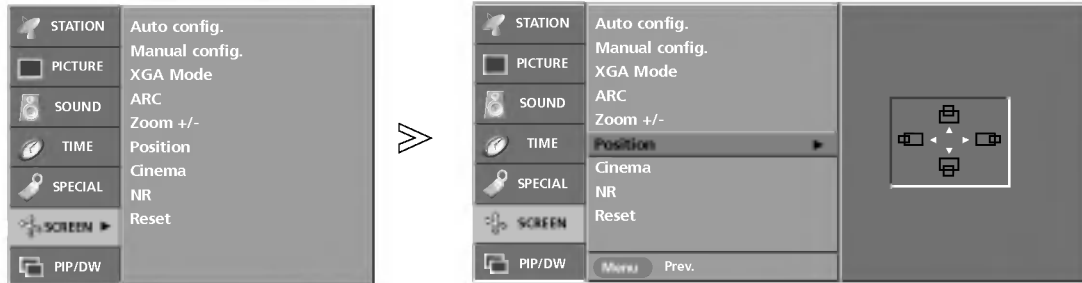 STATION
PICTURE
SOUND
TIME
SPECIAL
SCREEN
PIP/DW
Auto config.
Manual config.
XGA Mode
ARC
Zoom +/-
Position
Cinema
NR
Reset
STATION
PICTURE
SOUND
TIME
SPECIAL
SCREEN
PIP/DW
Auto config.
Manual config.
XGA Mode
ARC
Zoom +/-
Position
Cinema
NR
Reset
Menu Prev.